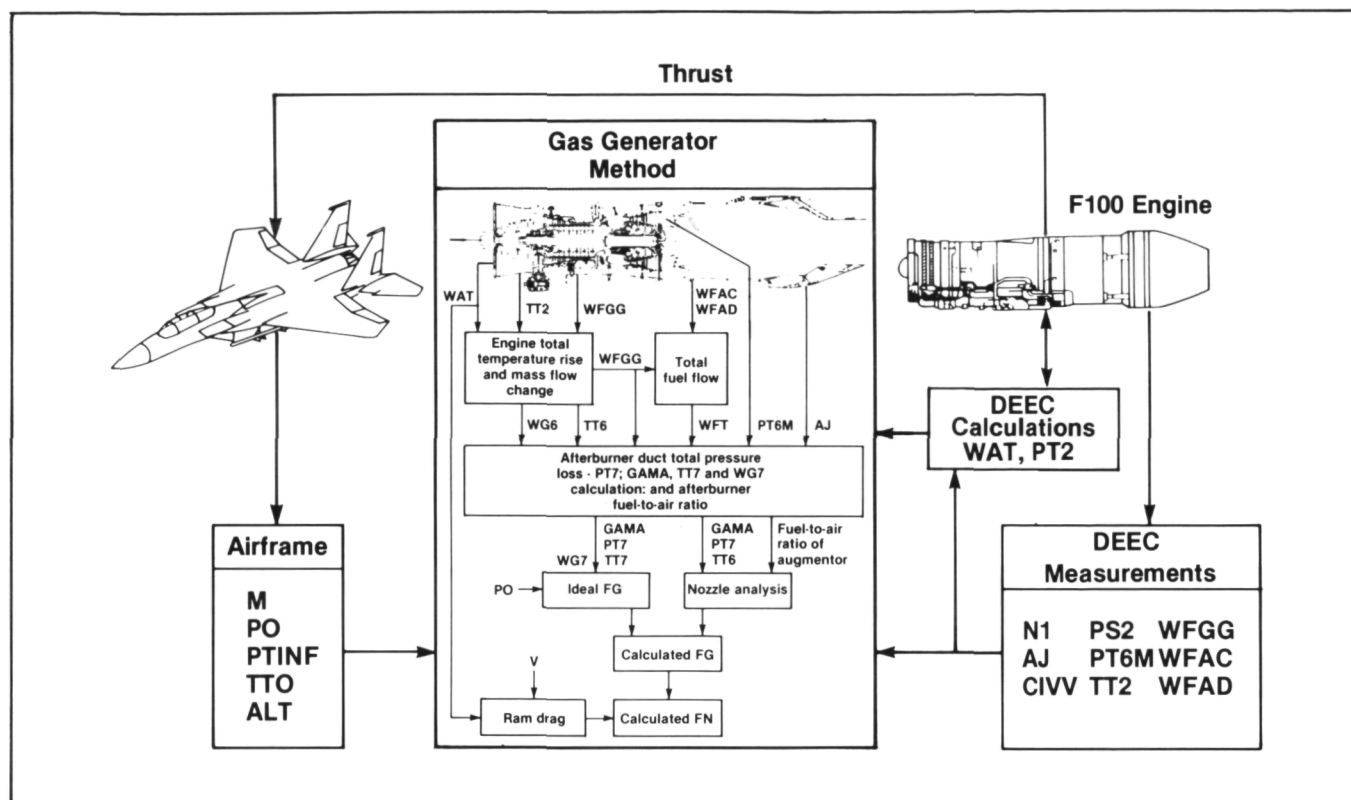 Thrust
Gas Generator
Method
F100 Engine
WAT
TT2
WFGG
WFAC
WFAD
Engine total
temperature rise
and mass flow
change
WFGG
Total
fuel flow
WG6
TT6
WFT
PT6M
AJ
DEEC
Calculations
WAT, PT2
Afterburner duct total pressure
loss - PT7; GAMA, TT7 and WG7
calculation: and afterburner
fuel-to-air ratio
GAMA
PT7
WG7 TT7
GAMA
PT7
TT6
Fuel-to-air
ratio of
augmentor
PO
Ideal FG
Nozzle analysis
Calculated FG
V
Ram drag
Calculated FN
Airframe
M
PO
PTINF
TTO
ALT
DEEC
Measurements
N1 PS2 WFGG
AJ PT6M WFAC
CIVV TT2 WFAD